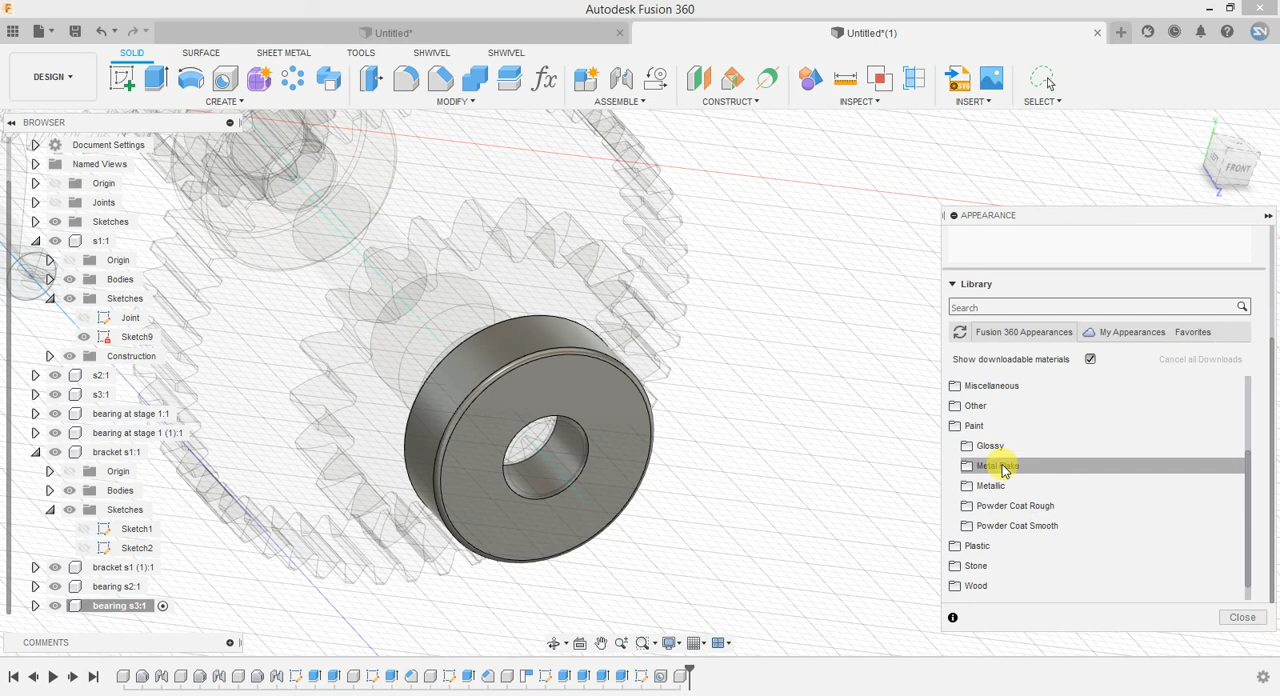 Autodesk Fusion 360
Untitled*
Untitled*(1)
SOLID
SURFACE
SHEET METAL
TOOLS
SHWIVEL
SHWIVEL
DESIGN
CREATE
MODIFY
ASSEMBLE
CONSTRUCT
INSPECT
INSERT
SELECT
BROWSER
Document Settings
Named Views
Origin
Joints
Sketches
s1:1
Origin
Bodies
Sketches
Joint
Sketch9
Construction
s2:1
s3:1
bearing at stage 1:1
bearing at stage 1 (1):1
bracket s1:1
Origin
Bodies
Sketches
Sketch1
Sketch2
bracket s1 (1):1
bearing s2:1
bearing s3:1
COMMENTS
FRONT
Y
Z
APPEARANCE
Library
Search
Fusion 360 Appearances
My Appearances
Favorites
Show downloadable materials
Cancel all Downloads
Miscellaneous
Other
Paint
Glossy
Metallic
Powder Coat Rough
Powder Coat Smooth
Plastic
Stone
Wood
Close
SV
fx